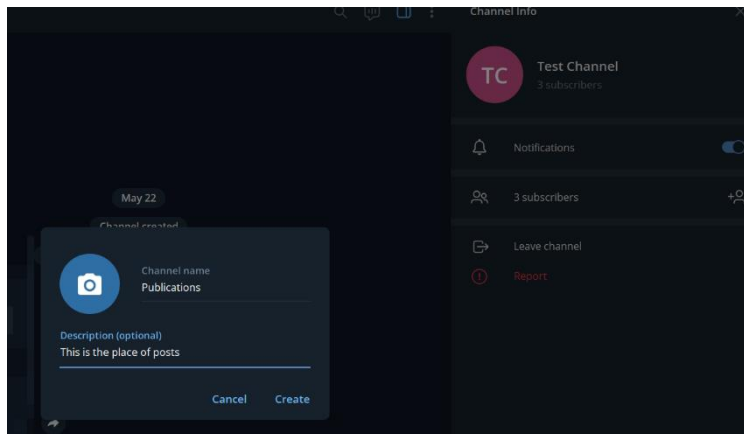 Channel Info
TC
Test Channel
3 subscribers
Notifications
3 subscribers
Leave channel
Report
May 22
Channel created
Channel name
Publications
Description (optional)
This is the place of posts
Cancel Create